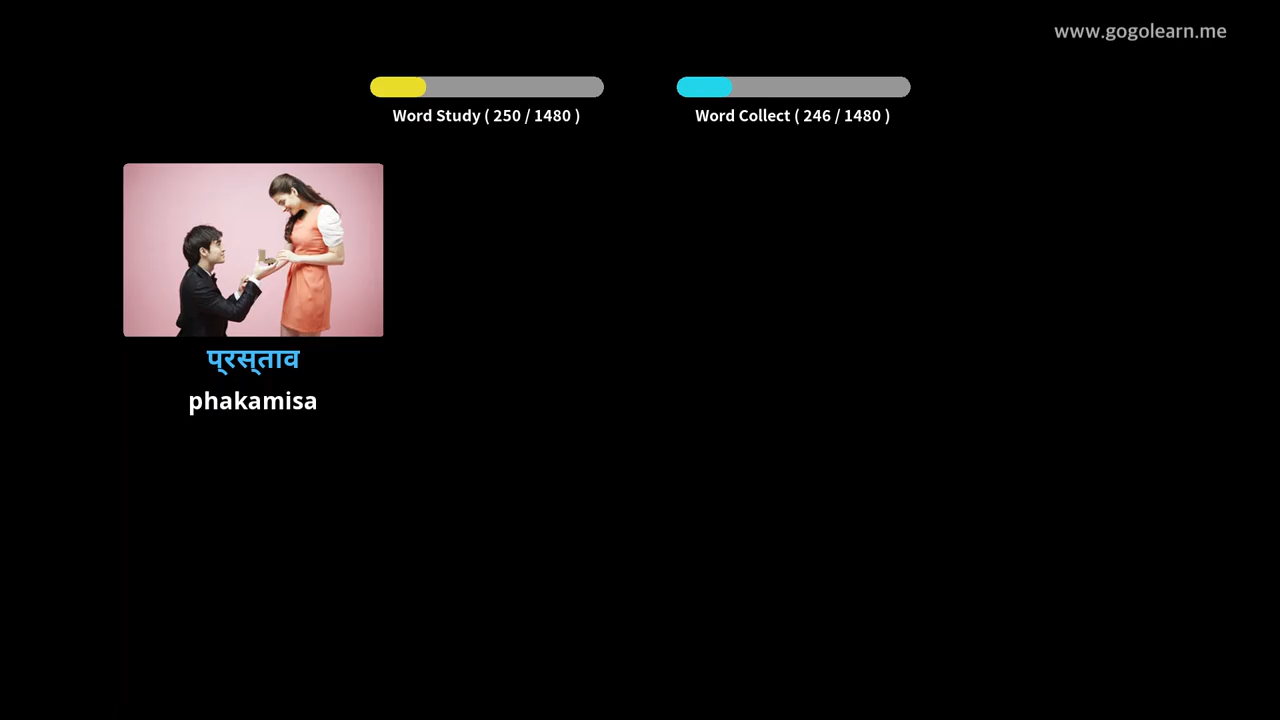 www.gogolearn.me
Word Study ( 250 / 1480 )
Word Collect ( 246 / 1480 )
प्रस्ताव
phakamisa